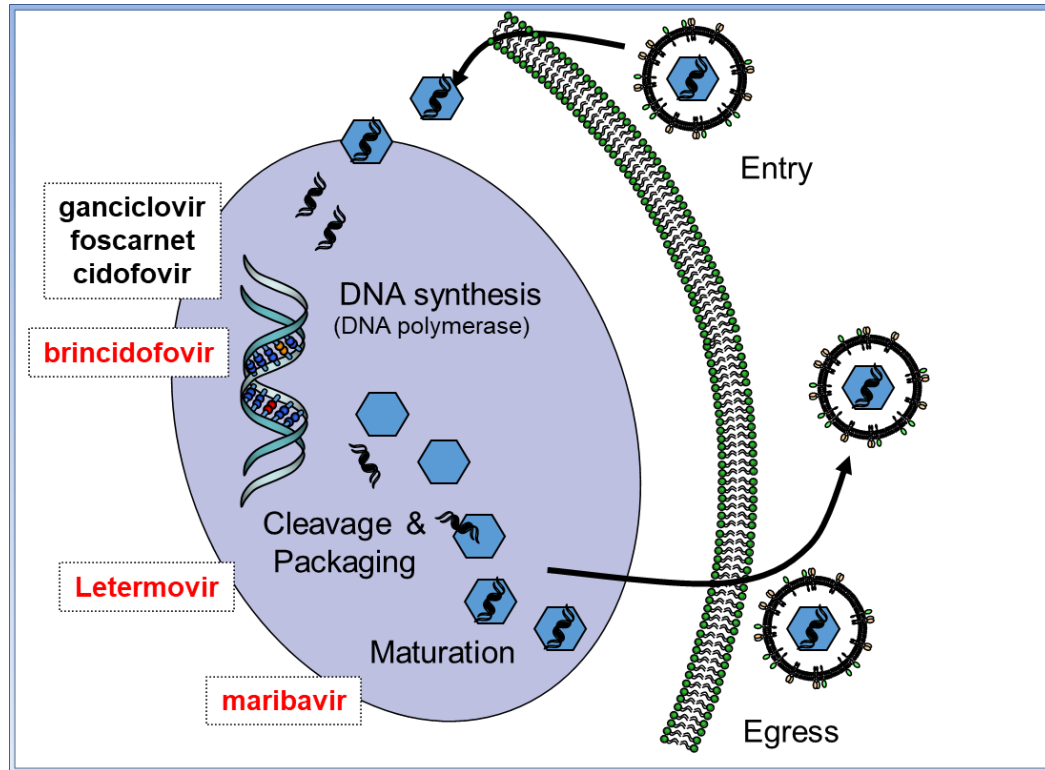 Entry
ganciclovir
foscarnet
cidofovir
DNA synthesis
(DNA polymerase)
brincidofovir
Cleavage &
Packaging
Letermovir
Maturation
maribavir
Egress